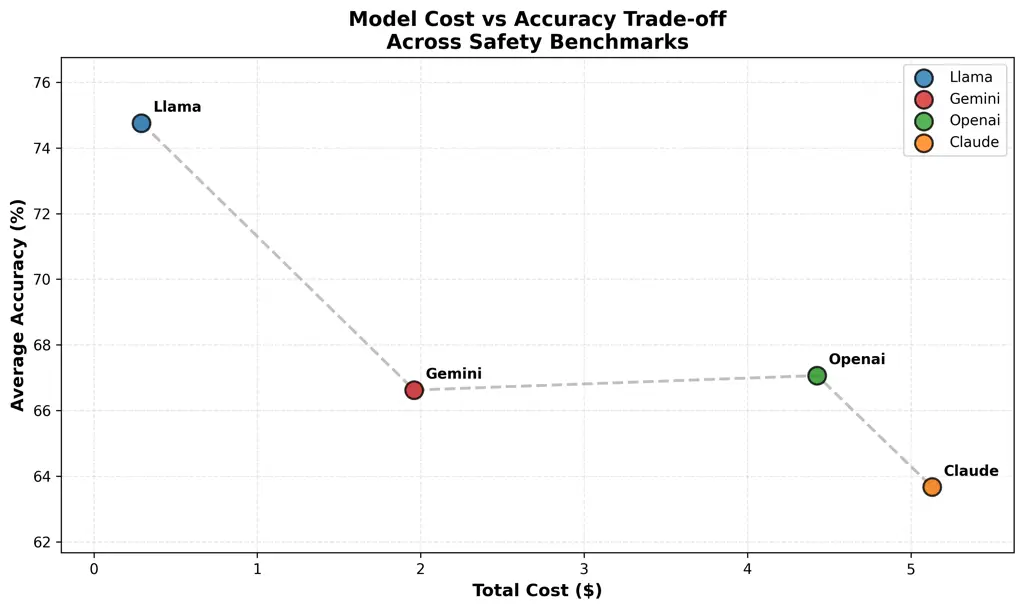 Model Cost vs Accuracy Trade-off
Across Safety Benchmarks
Llama
Gemini
Openai
Claude
76
74
72
70
68
66
64
62
Average Accuracy (%)
Llama
Gemini
Openai
Claude
0 1 2 3 4 5
Total Cost ($)